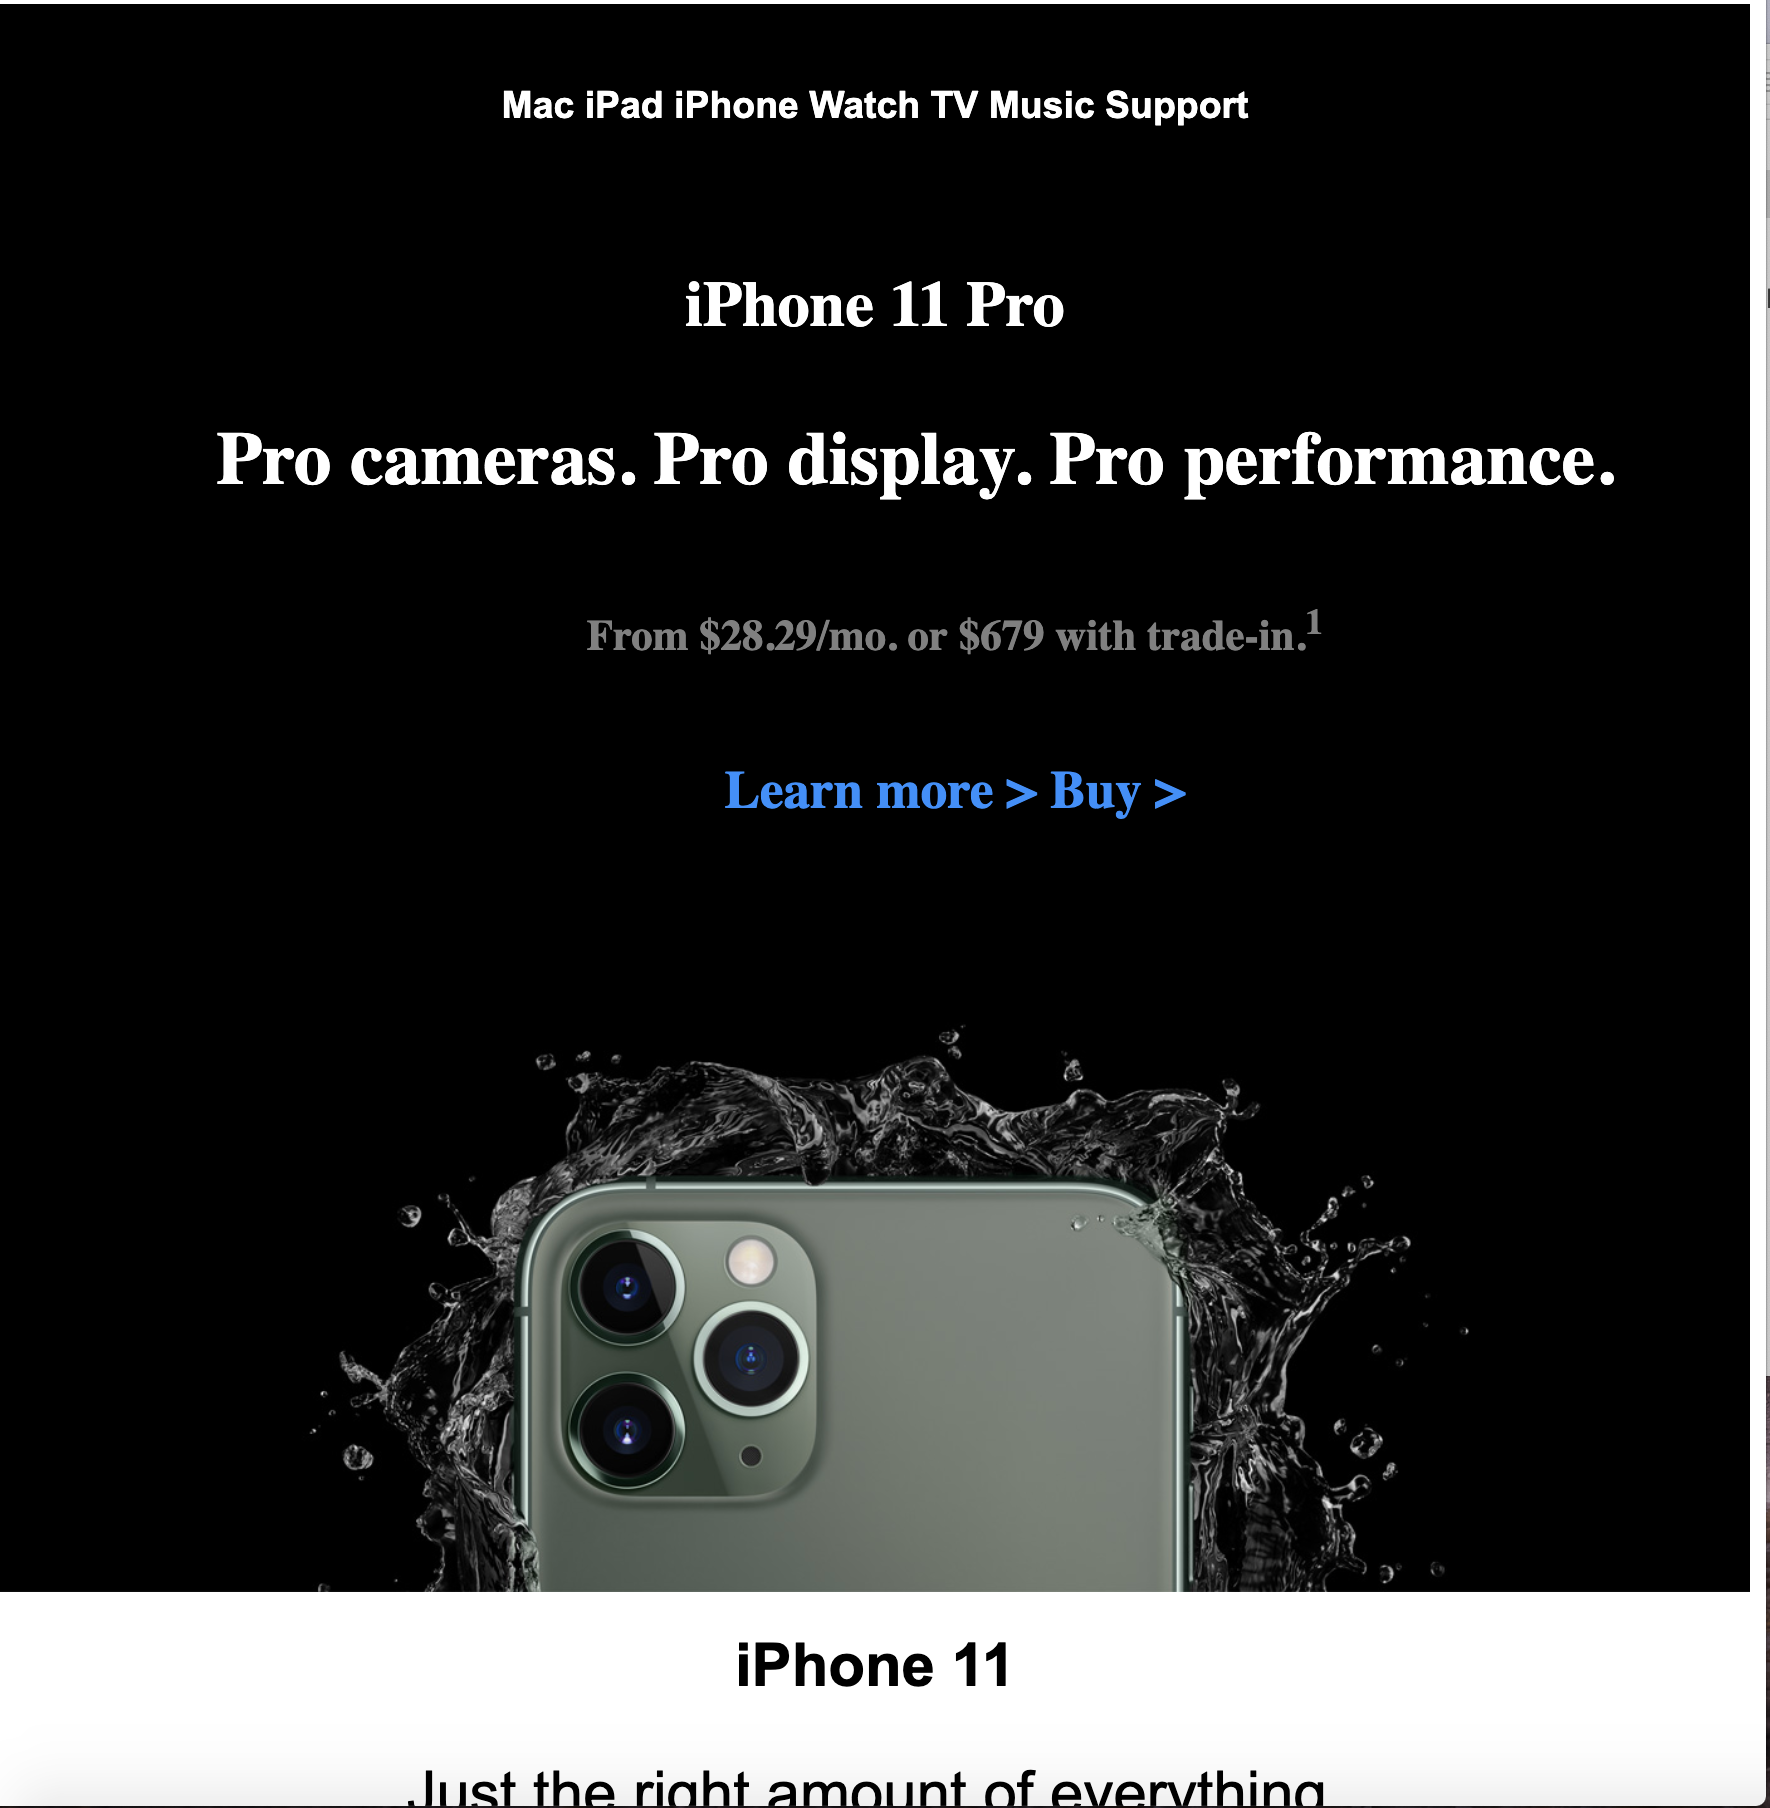 Mac iPad iPhone Watch TV Music Support
iPhone 11 Pro
Pro cameras. Pro display. Pro performance.
From $28.29/mo. or $679 with trade-in.1
Learn more > Buy >
iPhone 11
Just the right amount of everything